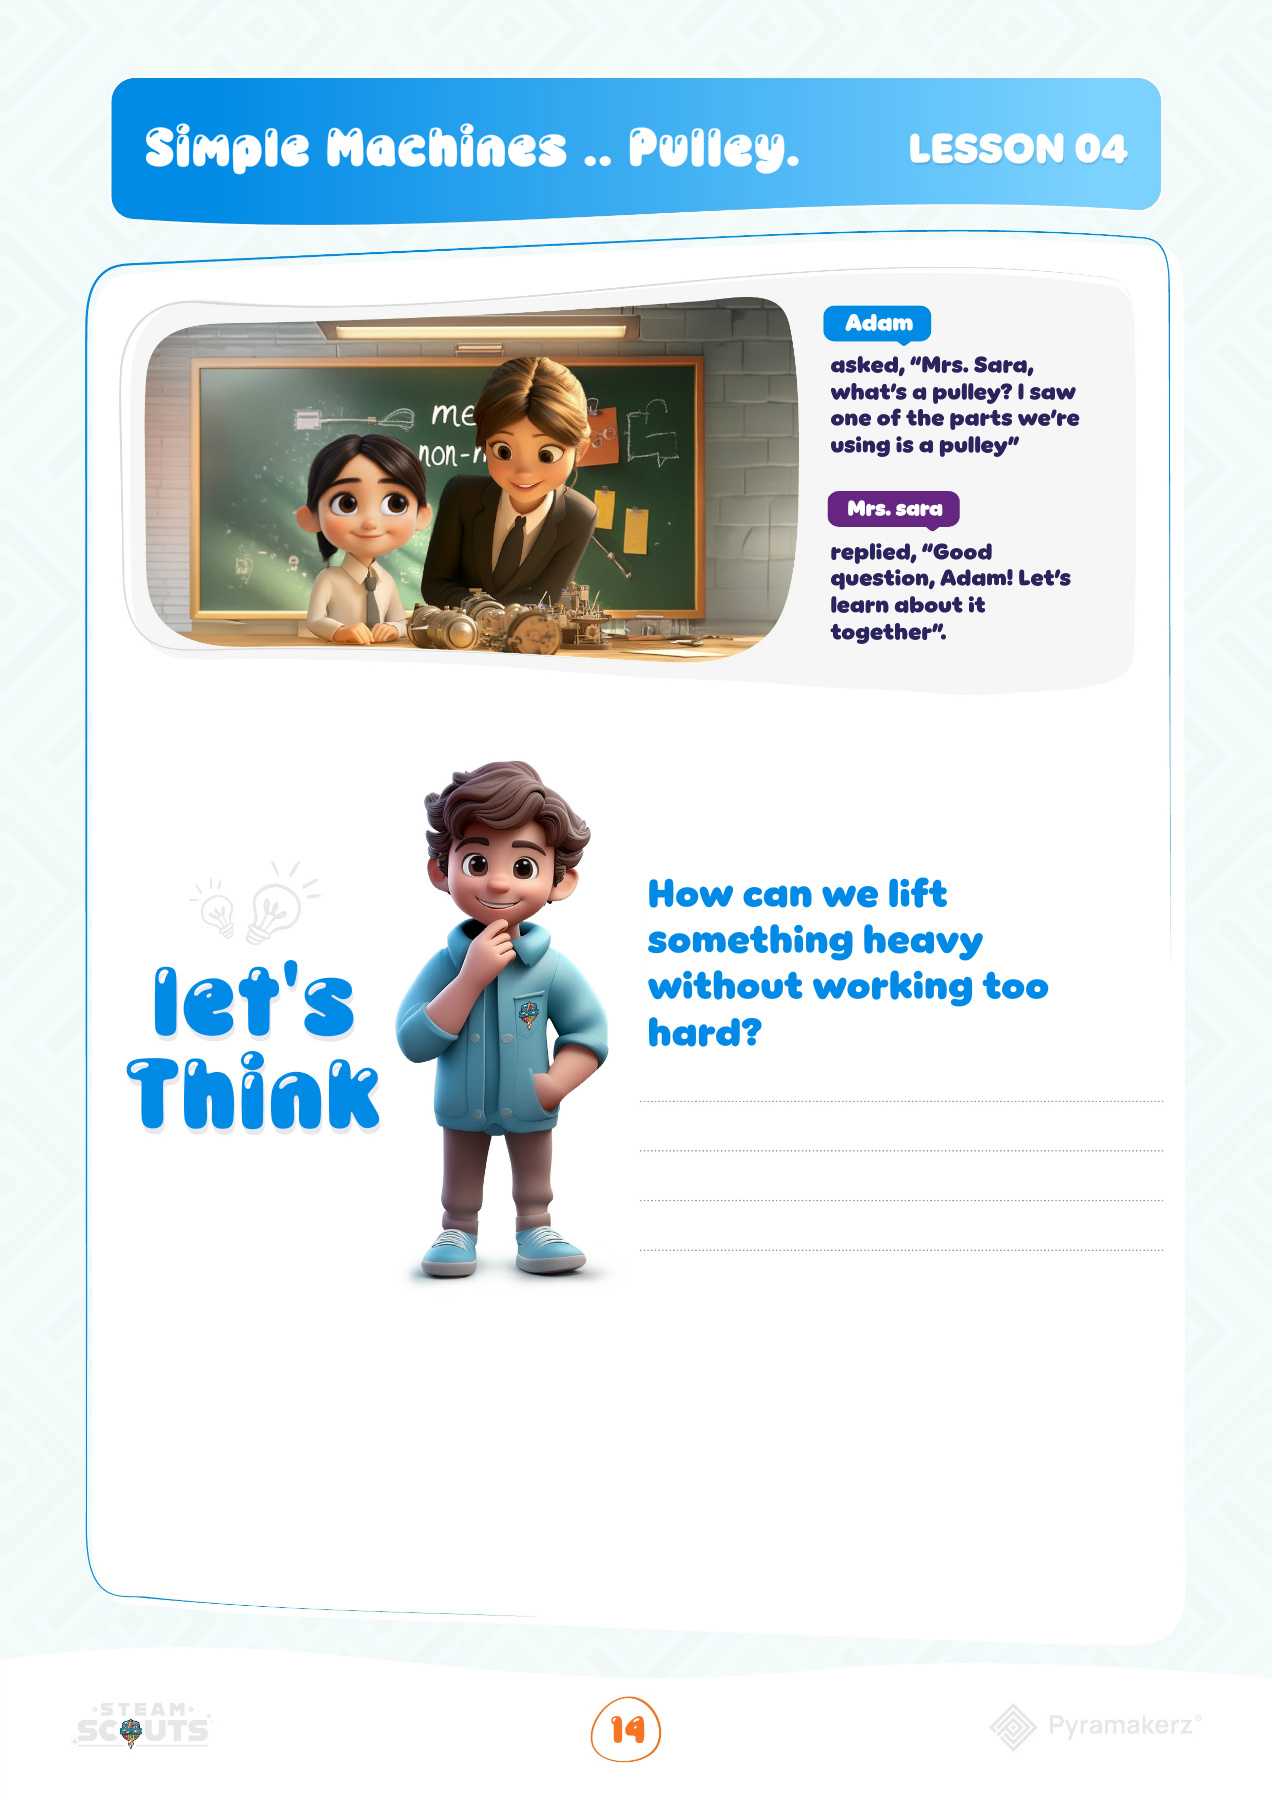 Simple Machines .. Pulley.
LESSON 04
Adam
asked, “Mrs. Sara,
what’s a pulley? I saw
one of the parts we’re
using is a pulley”
Mrs. sara
replied, “Good
question, Adam! Let’s
learn about it
together”.
let's
Think
How can we lift
something heavy
without working too
hard?
STEAM
SCOUTS
14
Pyramakerz